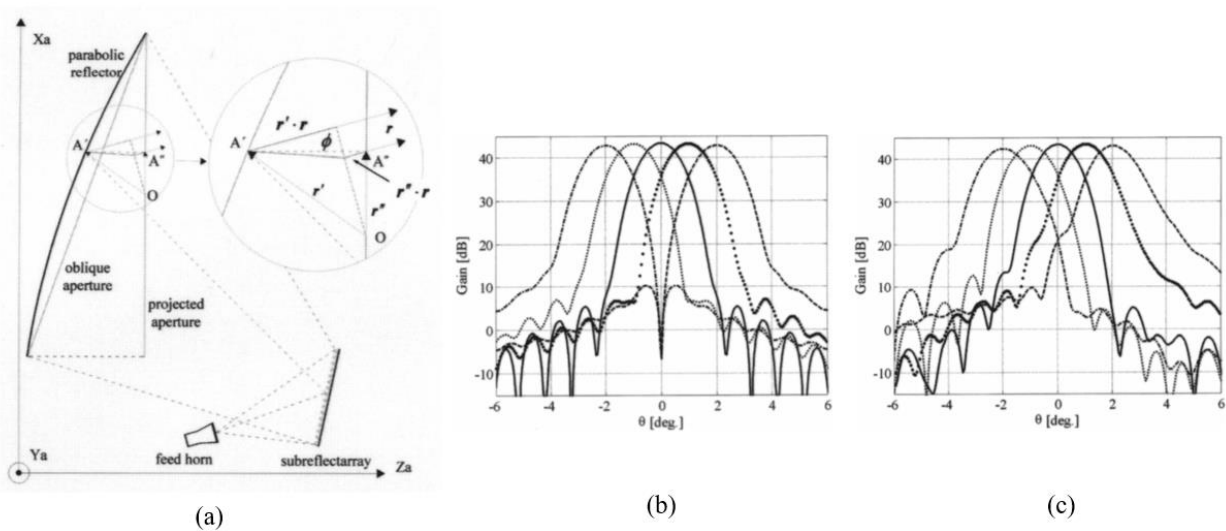 Xa
parabolic
reflector
A'
A"
O
r' · r
r
ϕ
A'
A"
r'
r"
r" · r
O
oblique
aperture
projected
aperture
feed horn
subreflectarray
Ya
Za
(a)
Gain [dB]
40
30
20
10
0
-10
-6
-4
-2
0
2
4
6
θ [deg.]
(b)
Gain [dB]
40
30
20
10
0
-10
-6
-4
-2
0
2
4
6
θ [deg.]
(c)